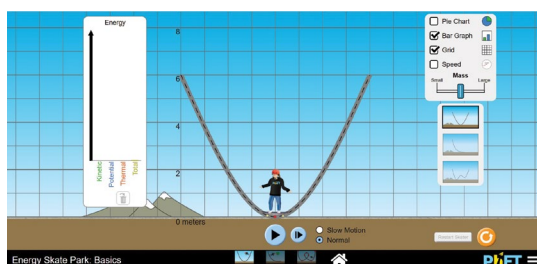 Energy
Kinetic
Potential
Thermal
Total
8
6
4
2
0 meters
Pie Chart
Bar Graph
Grid
Speed
Mass
Small
Large
Slow Motion
Normal
Restart Skater
Energy Skate Park: Basics
PhET